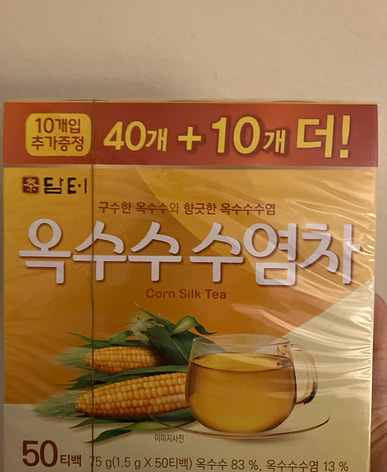 10개입
추가증정
40개 + 10개 더!
담터
구수한 옥수수와 향긋한 옥수수수염
옥수수수염차
Corn Silk Tea
이미지사진
50티백 75g(1.5g X 50티백) 옥수수 83%, 옥수수수염 13%